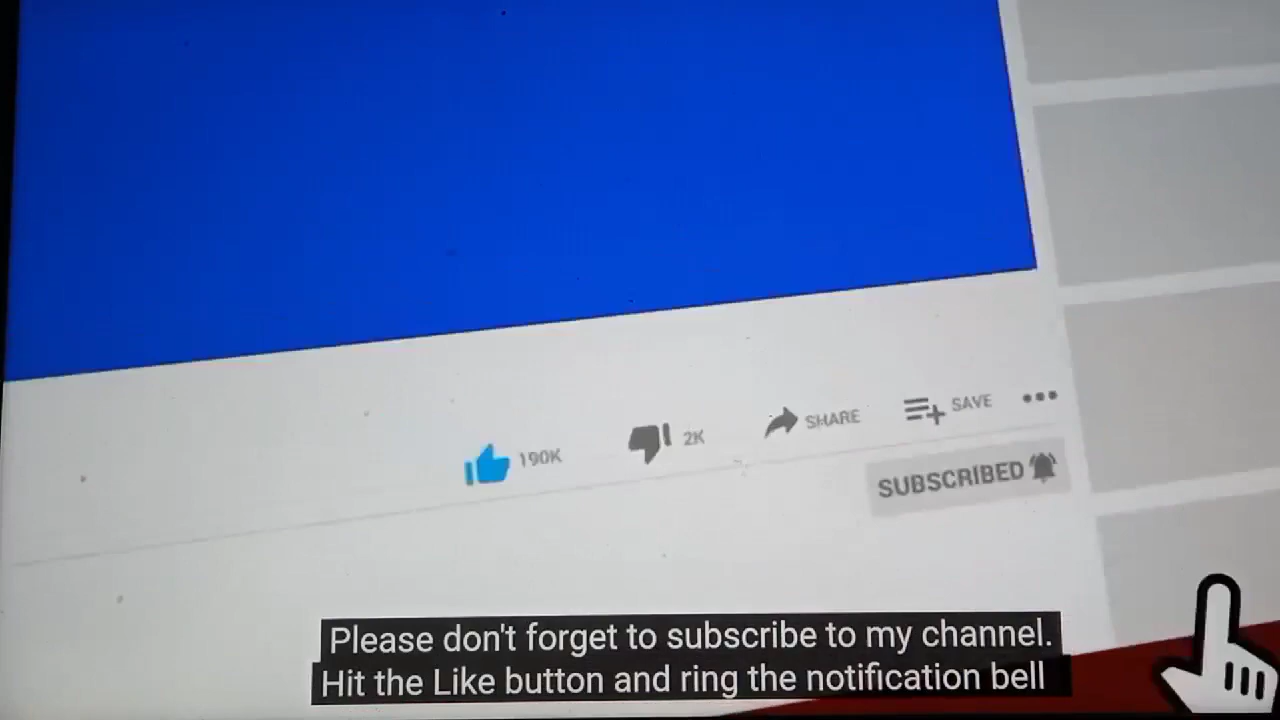 190K
2K
SHARE
SAVE
SUBSCRIBED
Please don't forget to subscribe to my channel.
Hit the Like button and ring the notification bell